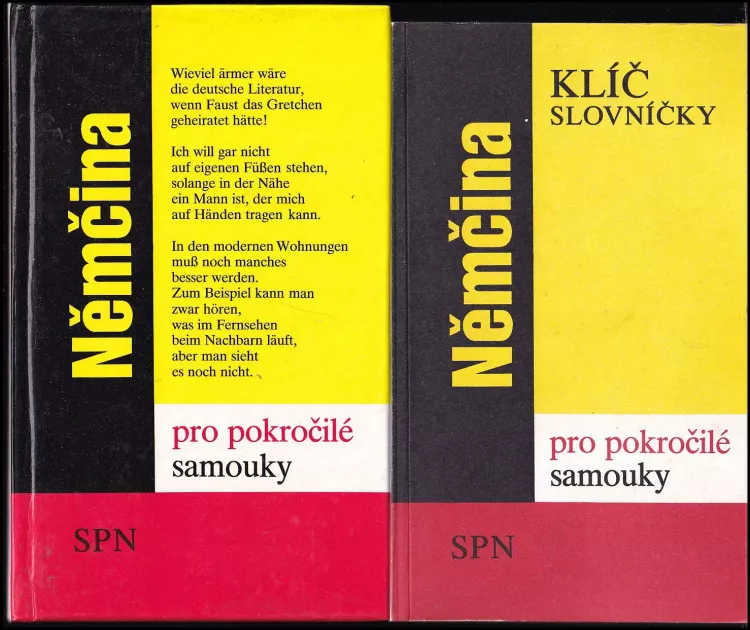 Němčina
Wieviel ärmer wäre
die deutsche Literatur,
wenn Faust das Gretchen
geheiratet hätte!
Ich will gar nicht
auf eigenen Füßen stehen,
solange in der Nähe
ein Mann ist, der mich
auf Händen tragen kann.
In den modernen Wohnungen
muß noch manches
besser werden.
Zum Beispiel kann man
zwar hören,
was im Fernsehen
beim Nachbarn läuft,
aber man sieht
es noch nicht.
pro pokročilé
samouky
SPN
Němčina
KLÍČ
SLOVNÍČKY
pro pokročilé
samouky
SPN